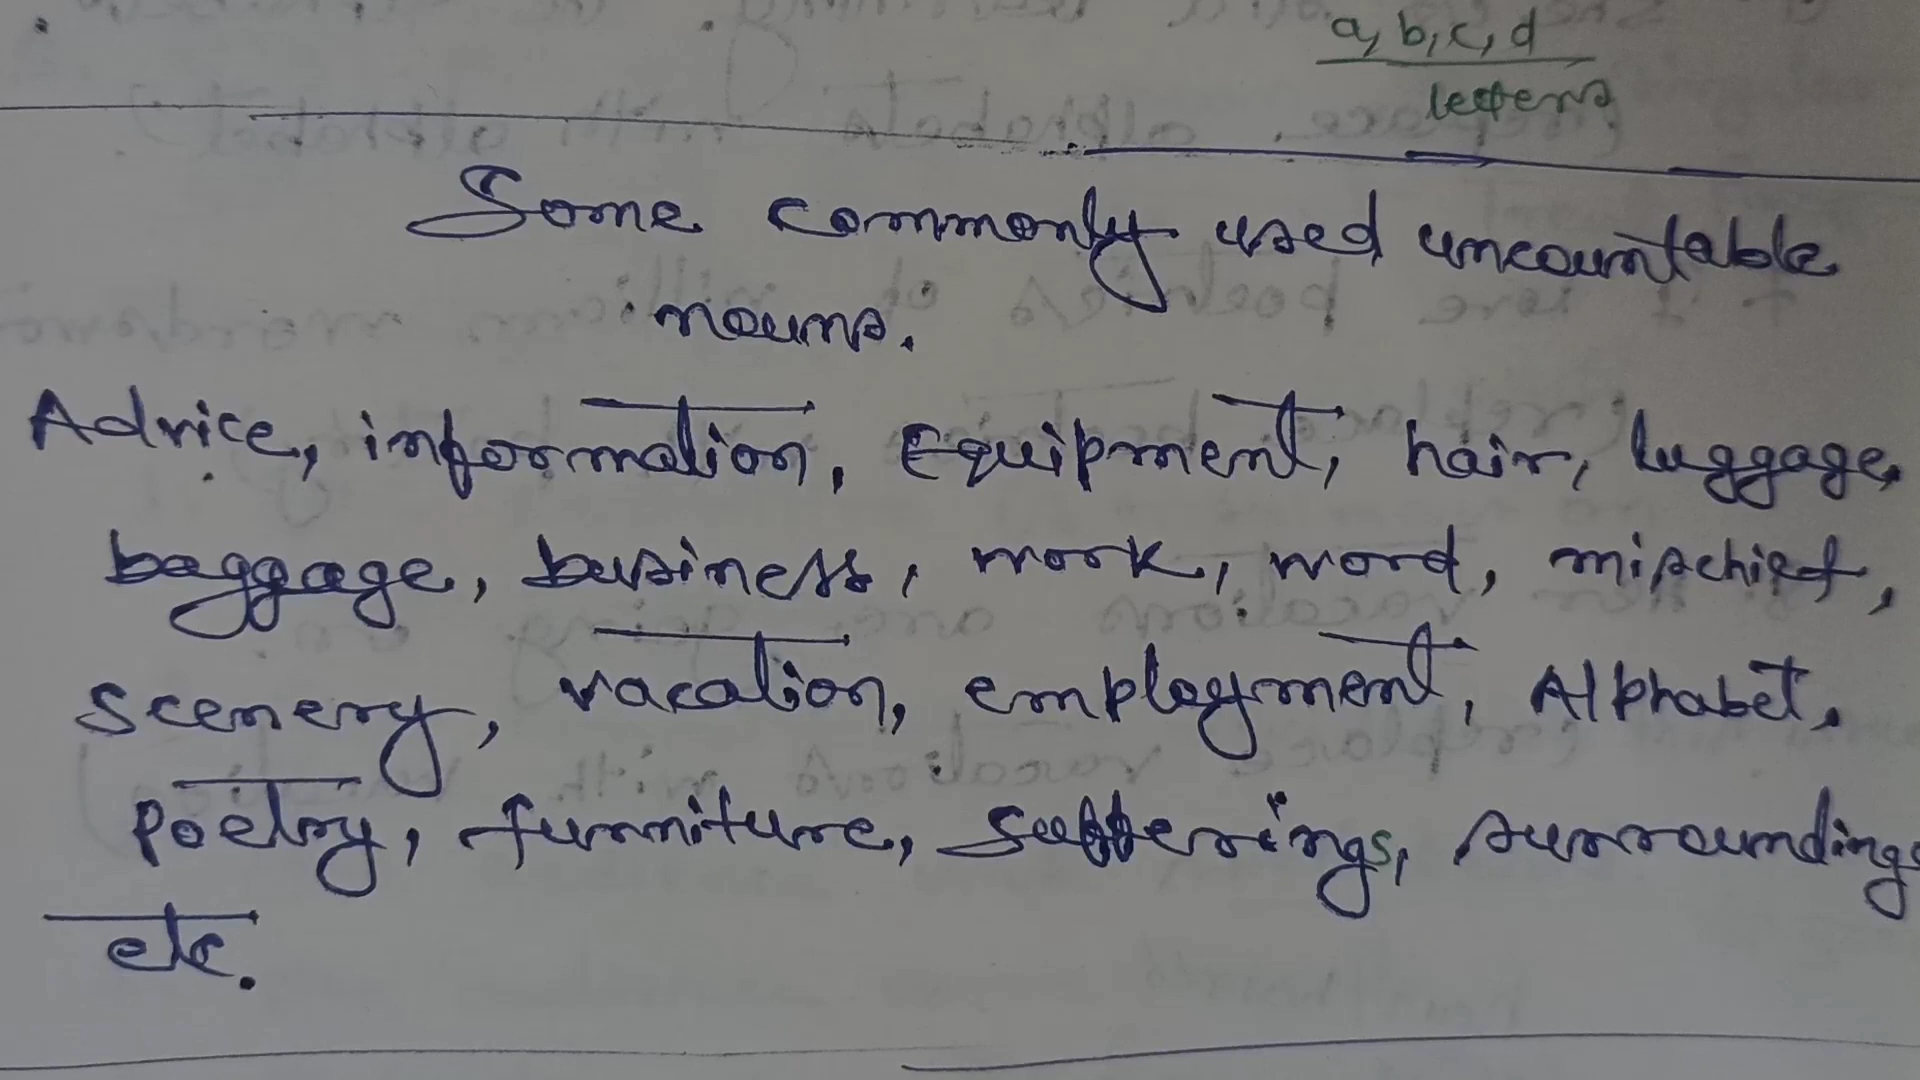 a, b, c, d
letters
Some commonly used uncountable
nouns.
Advice, information, Equipment, hair, luggage,
baggage, business, work, word, mischief,
scenery, vacation, employment, Alphabet,
Poetry, furniture, Sufferings, surroundings
etc.